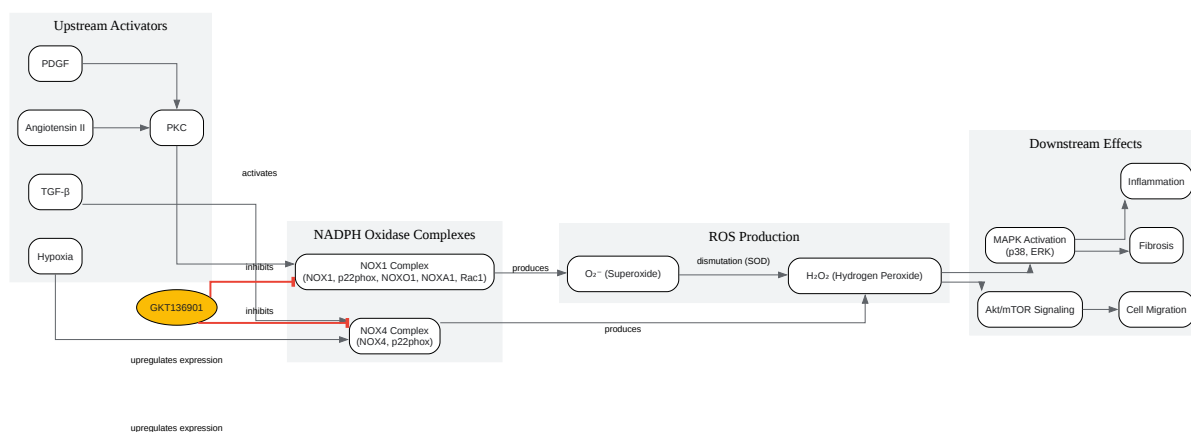 Upstream Activators
PDGF
Angiotensin II
PKC
TGF-β
Hypoxia
activates
inhibits
GKT136901
inhibits
upregulates expression
upregulates expression
NADPH Oxidase Complexes
NOX1 Complex
(NOX1, p22phox, NOXO1, NOXA1, Rac1)
NOX4 Complex
(NOX4, p22phox)
produces
produces
ROS Production
O₂⁻ (Superoxide)
dismutation (SOD)
H₂O₂ (Hydrogen Peroxide)
Downstream Effects
Inflammation
MAPK Activation
(p38, ERK)
Fibrosis
Akt/mTOR Signaling
Cell Migration